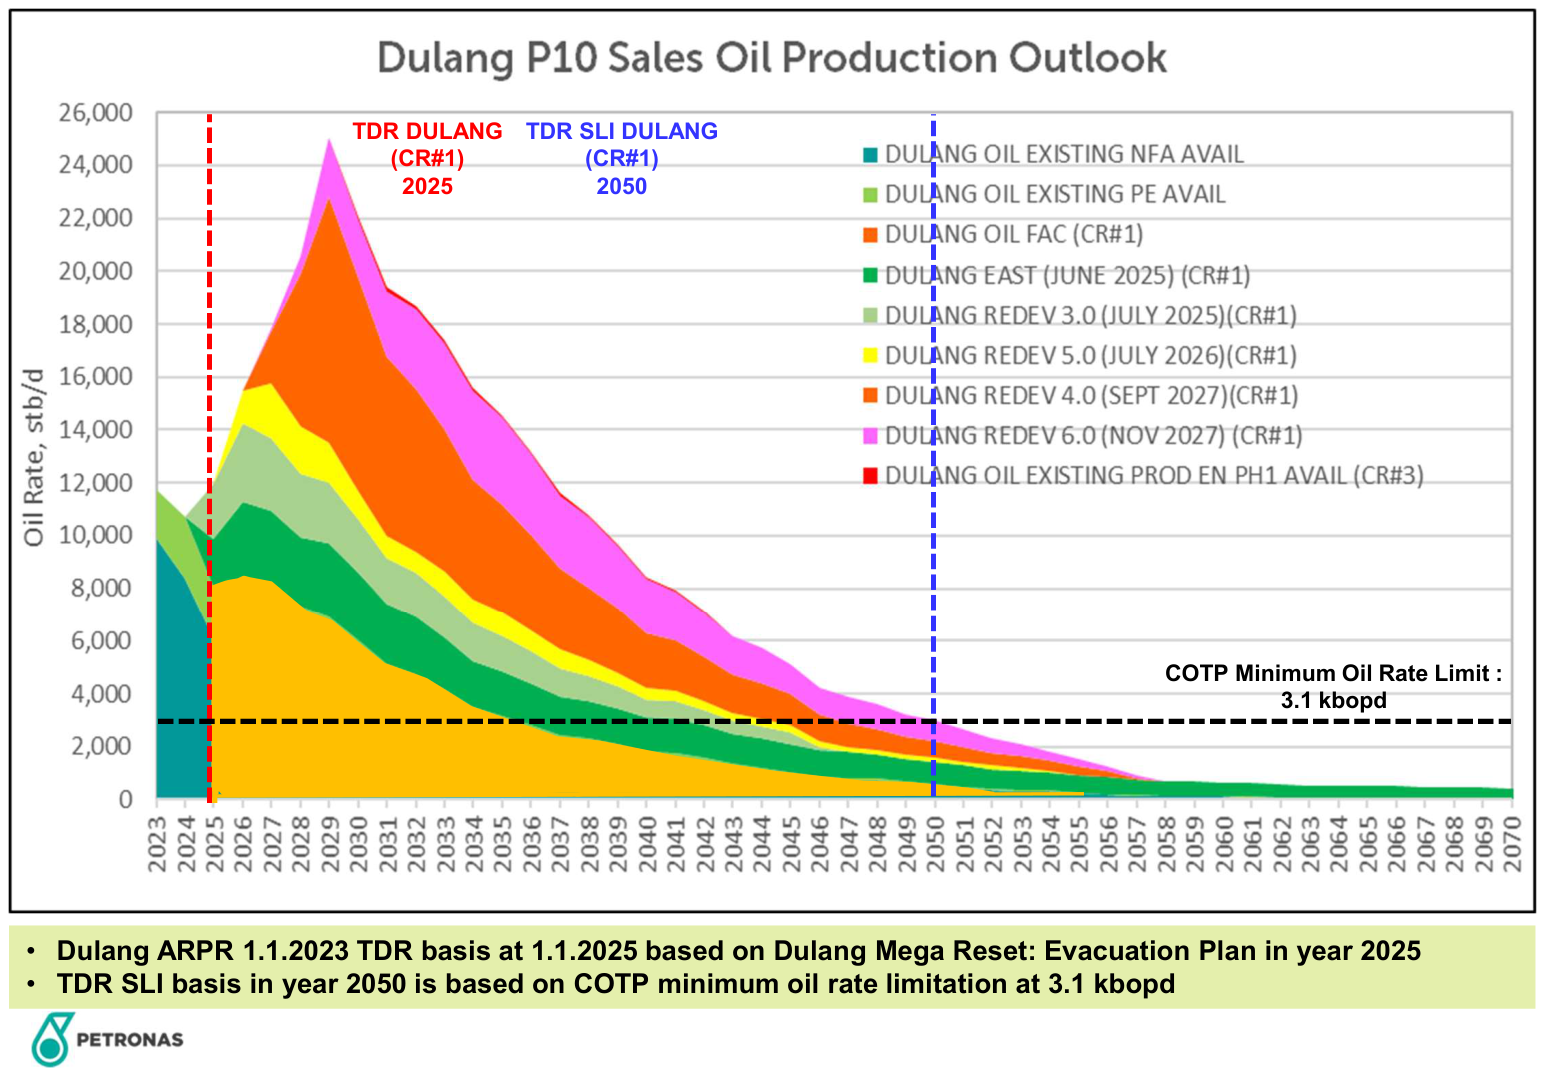 Dulang P10 Sales Oil Production Outlook
Oil Rate, stb/d
26,000
24,000
22,000
20,000
18,000
16,000
14,000
12,000
10,000
8,000
6,000
4,000
2,000
0
TDR DULANG
(CR#1)
2025
TDR SLI DULANG
(CR#1)
2050
DULANG OIL EXISTING NFA AVAIL
DULANG OIL EXISTING PE AVAIL
DULANG OIL FAC (CR#1)
DULANG EAST (JUNE 2025) (CR#1)
DULANG REDEV 3.0 (JULY 2025)(CR#1)
DULANG REDEV 5.0 (JULY 2026)(CR#1)
DULANG REDEV 4.0 (SEPT 2027)(CR#1)
DULANG REDEV 6.0 (NOV 2027) (CR#1)
DULANG OIL EXISTING PROD EN PH1 AVAIL (CR#3)
COTP Minimum Oil Rate Limit :
3.1 kbopd
2023 2024 2025 2026 2027 2028 2029 2030 2031 2032 2033 2034 2035 2036 2037 2038 2039 2040 2041 2042 2043 2044 2045 2046 2047 2048 2049 2050 2051 2052 2053 2054 2055 2056 2057 2058 2059 2060 2061 2062 2063 2064 2065 2066 2067 2068 2069 2070
• Dulang ARPR 1.1.2023 TDR basis at 1.1.2025 based on Dulang Mega Reset: Evacuation Plan in year 2025
• TDR SLI basis in year 2050 is based on COTP minimum oil rate limitation at 3.1 kbopd
PETRONAS